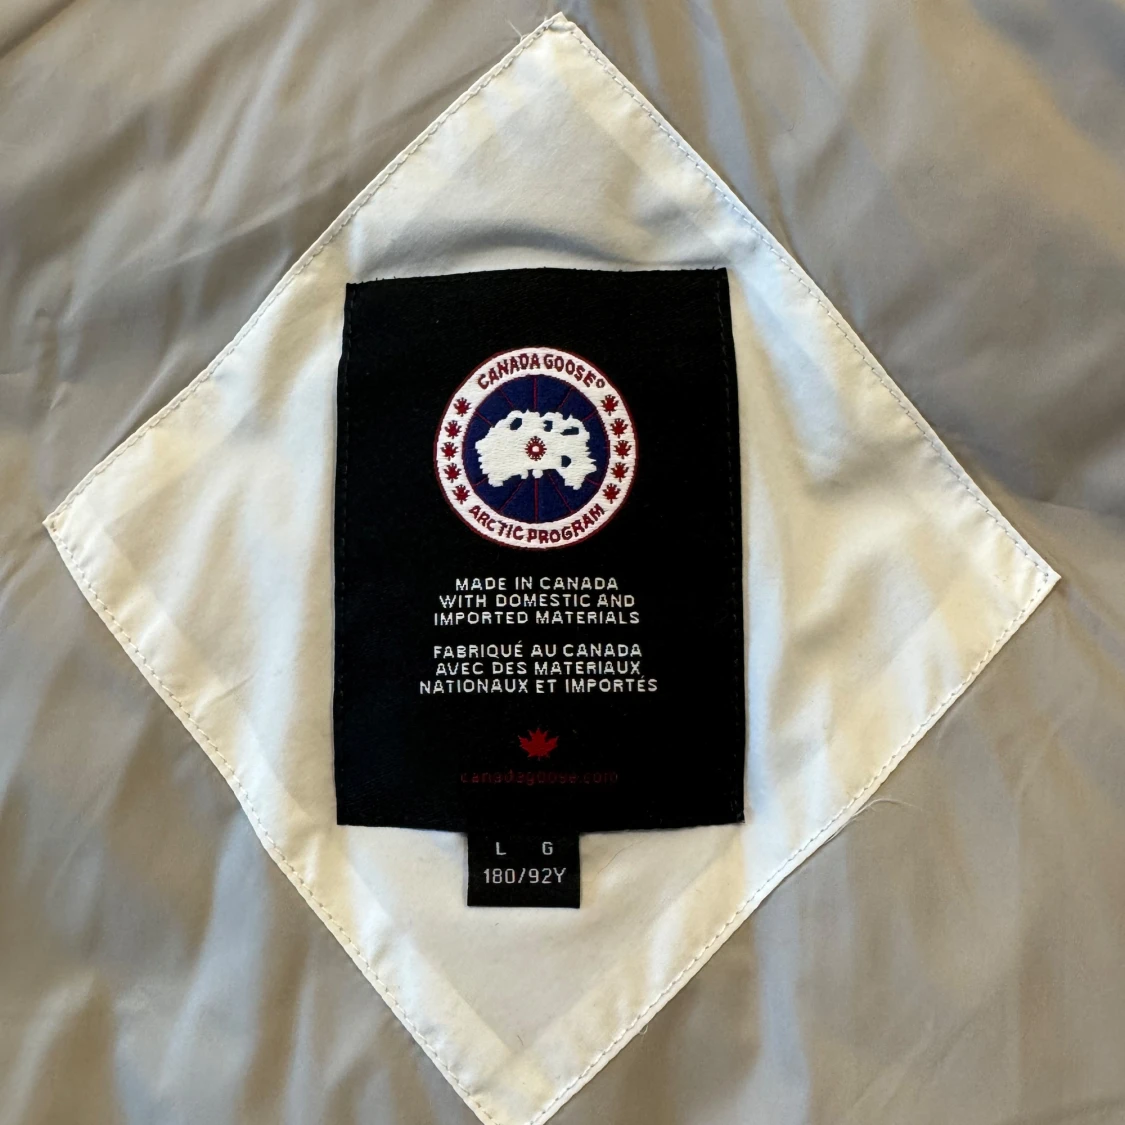 CANADA GOOSE®
ARCTIC PROGRAM
MADE IN CANADA
WITH DOMESTIC AND
IMPORTED MATERIALS
FABRIQUÉ AU CANADA
AVEC DES MATERIAUX
NATIONAUX ET IMPORTÉS
canadagoose.com
L G
180/92Y